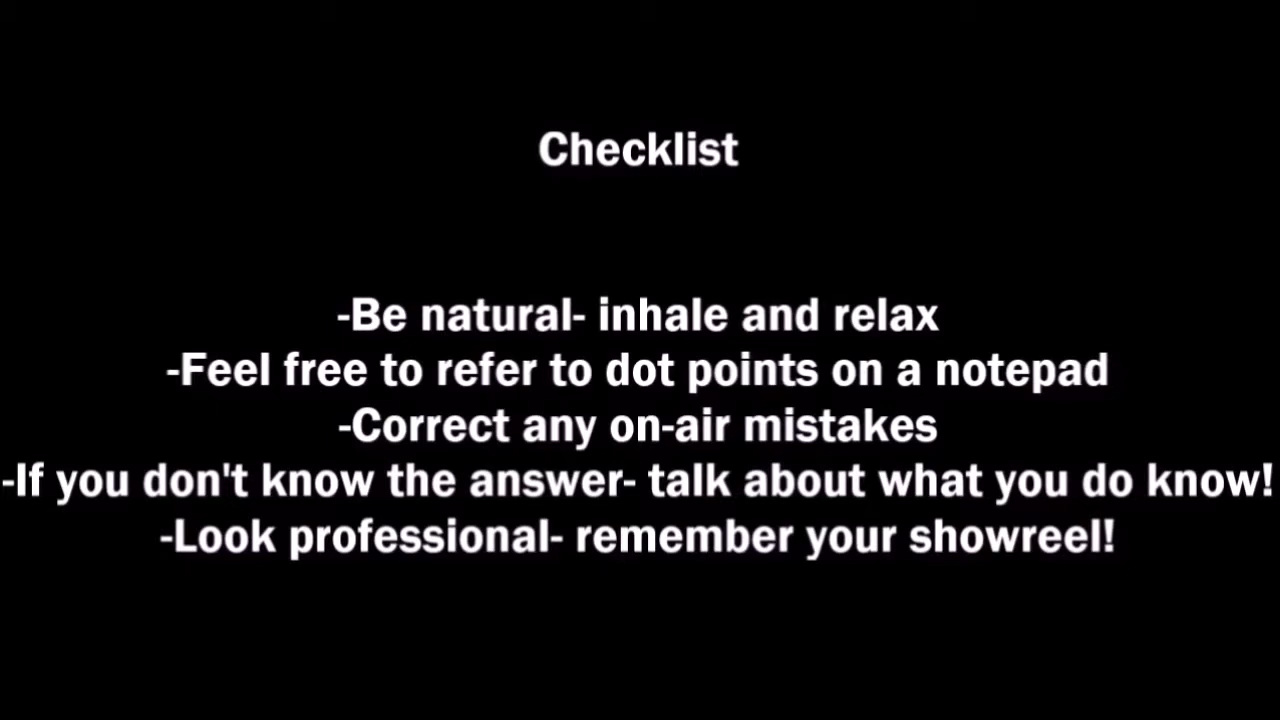 Checklist
-Be natural- inhale and relax
-Feel free to refer to dot points on a notepad
-Correct any on-air mistakes
-If you don't know the answer- talk about what you do know!
-Look professional- remember your showreel!